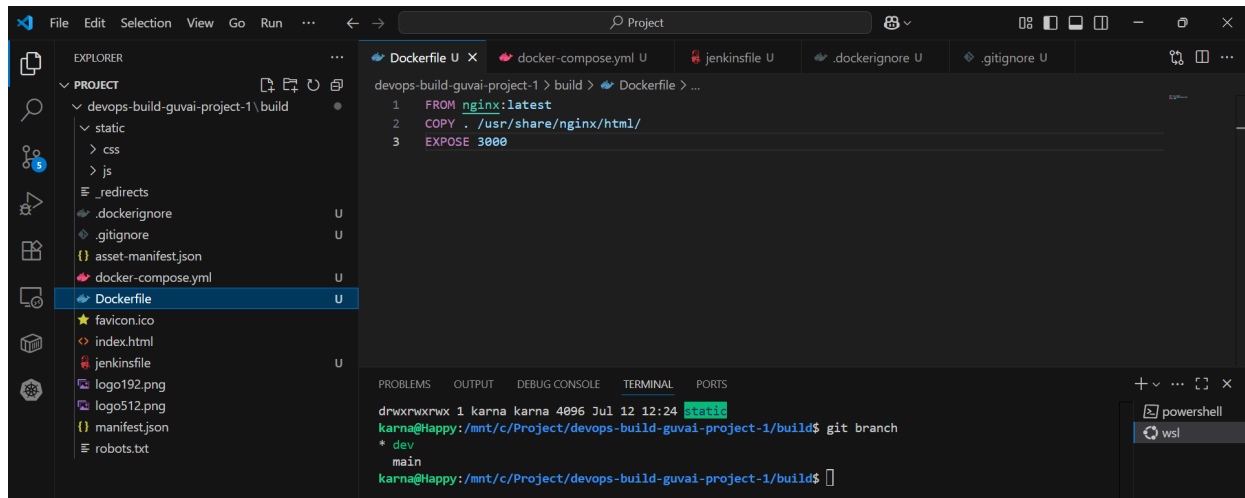 File Edit Selection View Go Run ··· ← → Project
EXPLORER ···
PROJECT
devops-build-guvai-project-1\build
static
css
js
_redirects
.dockerignore U
.gitignore U
asset-manifest.json
docker-compose.yml U
Dockerfile U
favicon.ico
index.html
jenkinsfile U
logo192.png
logo512.png
manifest.json
robots.txt
5
Dockerfile U docker-compose.yml U jenkinsfile U .dockerignore U .gitignore U ···
devops-build-guvai-project-1 > build > Dockerfile > ...
1 FROM nginx:latest
2 COPY . /usr/share/nginx/html/
3 EXPOSE 3000
PROBLEMS OUTPUT DEBUG CONSOLE TERMINAL PORTS
drwxrwxrwx 1 karna karna 4096 Jul 12 12:24 static
karna@Happy:/mnt/c/Project/devops-build-guvai-project-1/build$ git branch
* dev
main
karna@Happy:/mnt/c/Project/devops-build-guvai-project-1/build$
powershell
wsl